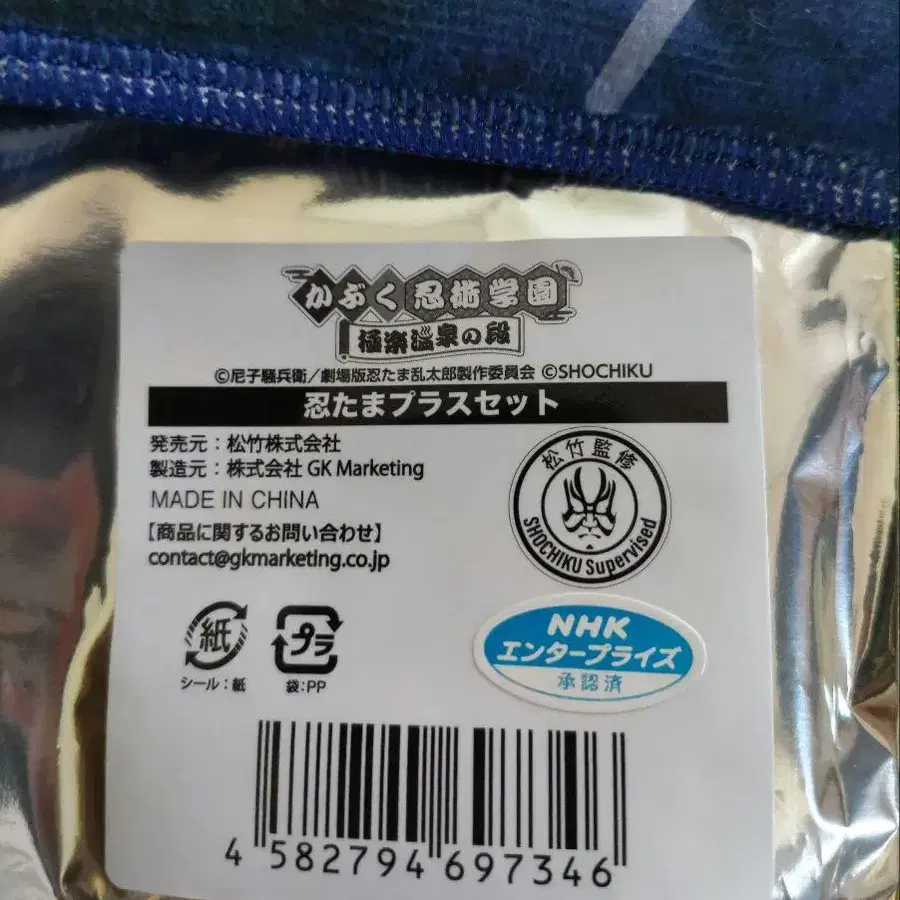 かぶく忍術学園
極楽温泉の段
©尼子騒兵衛/劇場版忍たま乱太郎製作委員会 ©SHOCHIKU
忍たまプラスセット
発売元：松竹株式会社
製造元：株式会社 GK Marketing
MADE IN CHINA
【商品に関するお問い合わせ】
contact@gkmarketing.co.jp
松竹監修
SHOCHIKU Supervised
紙
シール：紙
プラ
袋：PP
NHK
エンタープライズ
承認済
4 582794 697346